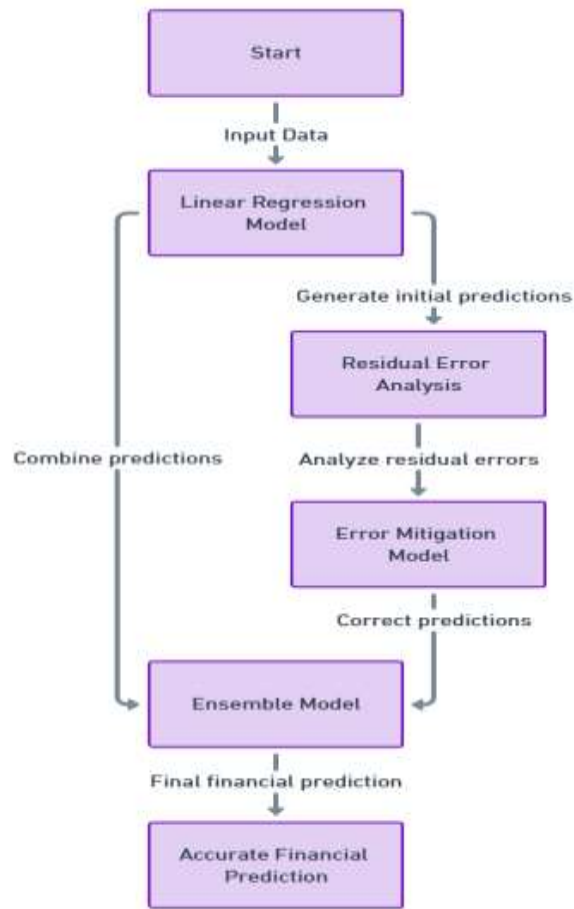 Start
Input Data
Linear Regression
Model
Generate initial predictions
Residual Error
Analysis
Combine predictions
Analyze residual errors
Error Mitigation
Model
Correct predictions
Ensemble Model
Final financial prediction
Accurate Financial
Prediction